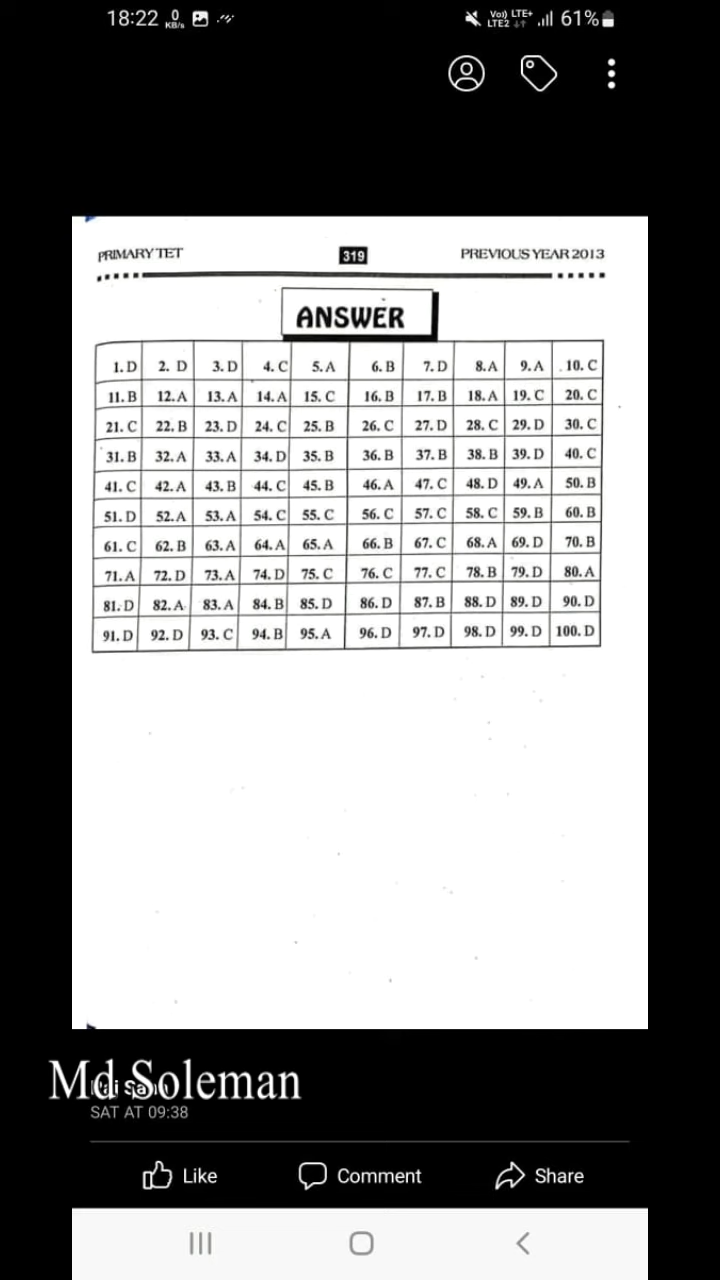 18:22 0 KB/s Vo)) LTE+ LTE2 61%
PRIMARY TET 319 PREVIOUS YEAR 2013
ANSWER
1. D 2. D 3. D 4. C 5. A 6. B 7. D 8. A 9. A 10. C
11. B 12. A 13. A 14. A 15. C 16. B 17. B 18. A 19. C 20. C
21. C 22. B 23. D 24. C 25. B 26. C 27. D 28. C 29. D 30. C
31. B 32. A 33. A 34. D 35. B 36. B 37. B 38. B 39. D 40. C
41. C 42. A 43. B 44. C 45. B 46. A 47. C 48. D 49. A 50. B
51. D 52. A 53. A 54. C 55. C 56. C 57. C 58. C 59. B 60. B
61. C 62. B 63. A 64. A 65. A 66. B 67. C 68. A 69. D 70. B
71. A 72. D 73. A 74. D 75. C 76. C 77. C 78. B 79. D 80. A
81. D 82. A 83. A 84. B 85. D 86. D 87. B 88. D 89. D 90. D
91. D 92. D 93. C 94. B 95. A 96. D 97. D 98. D 99. D 100. D
Md Soleman
SAT AT 09:38
Like Comment Share